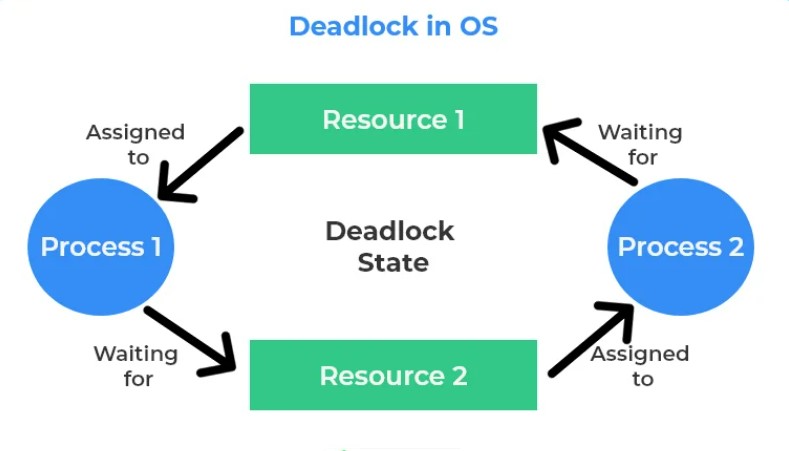 Deadlock in OS
Resource 1
Assigned
to
Waiting
for
Process 1
Deadlock
State
Process 2
Waiting
for
Resource 2
Assigned
to